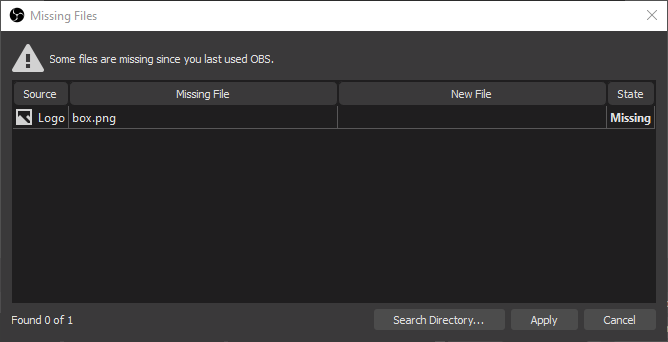 Missing Files
Some files are missing since you last used OBS.
Source Missing File New File State
Logo box.png Missing
Found 0 of 1 Search Directory... Apply Cancel